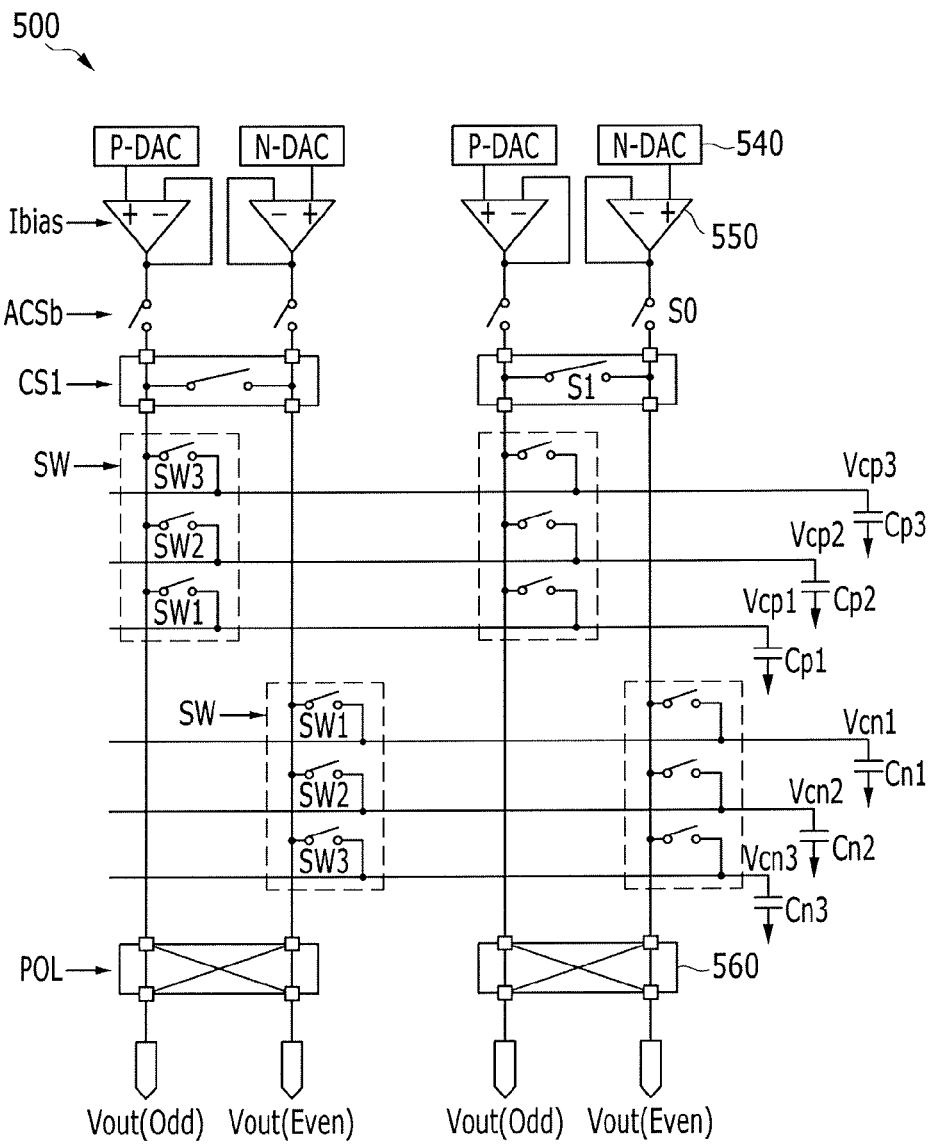 500
P-DAC
N-DAC
P-DAC
N-DAC
540
Ibias
+ -
- +
+ -
- +
550
ACSb
S0
CS1
S1
SW
SW3
SW2
SW1
Vcp3
Cp3
Vcp2
Cp2
Vcp1
Cp1
SW
SW1
SW2
SW3
Vcn1
Cn1
Vcn2
Cn2
Vcn3
Cn3
POL
560
Vout(Odd)
Vout(Even)
Vout(Odd)
Vout(Even)